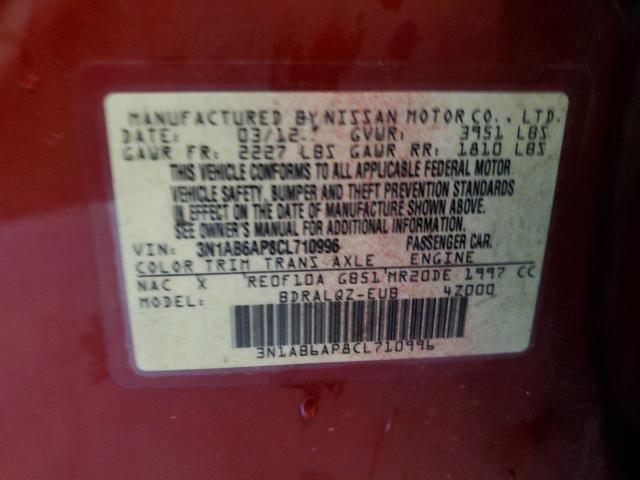 MANUFACTURED BY NISSAN MOTOR CO., LTD.
DATE: 03/12 GVWR: 3951 LBS
GAWR FR: 2227 LBS GAWR RR: 1810 LBS
THIS VEHICLE CONFORMS TO ALL APPLICABLE FEDERAL MOTOR
VEHICLE SAFETY, BUMPER AND THEFT PREVENTION STANDARDS
IN EFFECT ON THE DATE OF MANUFACTURE SHOWN ABOVE.
SEE OWNER'S MANUAL FOR ADDITIONAL INFORMATION.
VIN: 3N1AB6AP8CL710996 PASSENGER CAR.
COLOR TRIM TRANS AXLE ENGINE
NAC X RE0F10A GB51 MR20DE 1997 CC
MODEL: BDRALQZ-EUB 4Z000
3N1AB6AP8CL710996